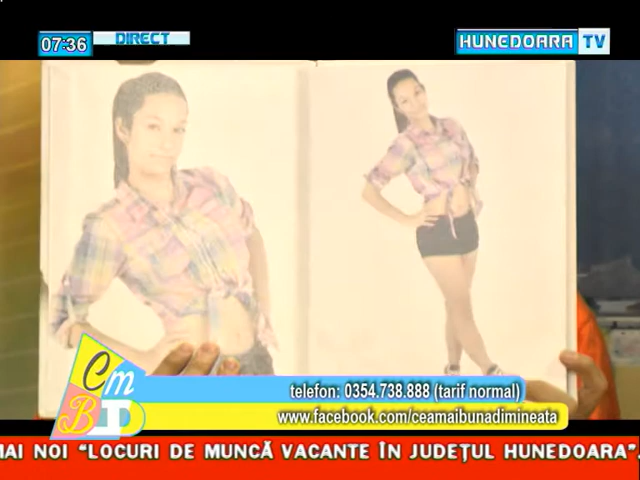 07:36
DIRECT
HUNEDOARA TV
Cm
BD
telefon: 0354.738.888 (tarif normal)
www.facebook.com/ceamaibunadimineata
MAI NOI “LOCURI DE MUNCĂ VACANTE ÎN JUDEȚUL HUNEDOARA”.